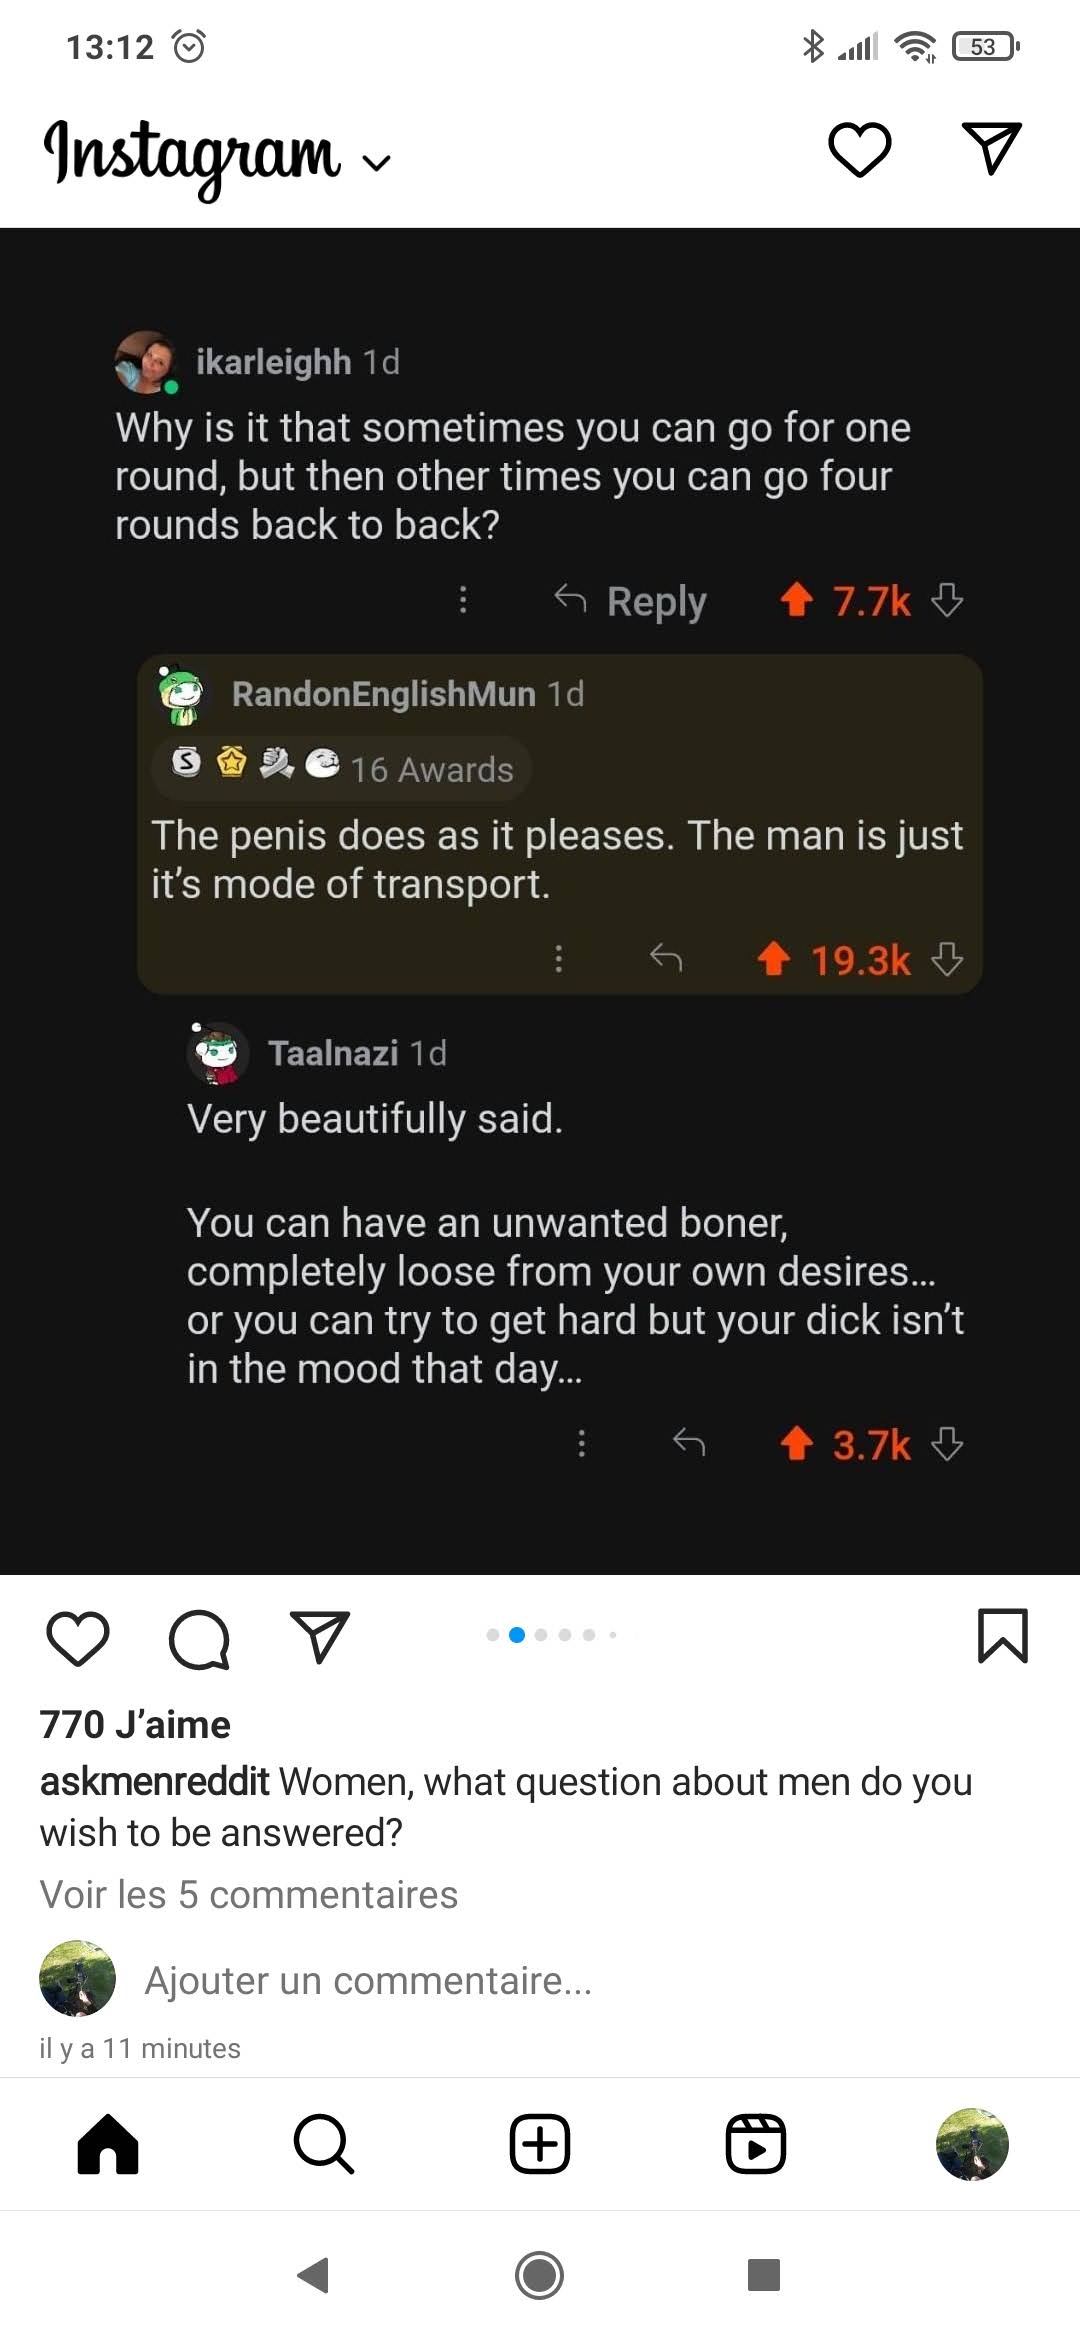 13:12
53
Instagram
ikarleighh 1d
Why is it that sometimes you can go for one
round, but then other times you can go four
rounds back to back?
Reply 7.7k
RandonEnglishMun 1d
S 16 Awards
The penis does as it pleases. The man is just
it's mode of transport.
19.3k
Taalnazi 1d
Very beautifully said.
You can have an unwanted boner,
completely loose from your own desires...
or you can try to get hard but your dick isn't
in the mood that day...
3.7k
770 J'aime
askmenreddit Women, what question about men do you
wish to be answered?
Voir les 5 commentaires
Ajouter un commentaire...
il y a 11 minutes